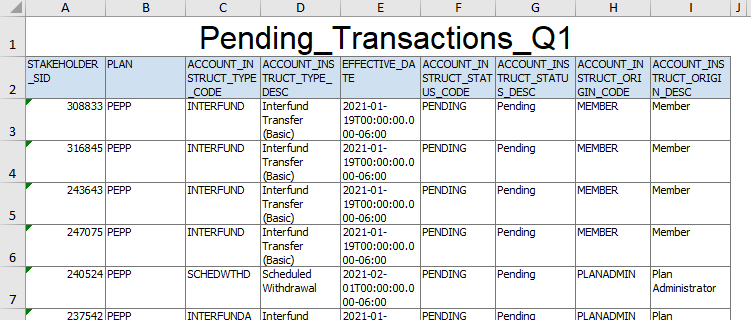 A B C D E F G H I J
1 Pending_Transactions_Q1
2 STAKEHOLDER_SID PLAN ACCOUNT_INSTRUCT_TYPE_CODE ACCOUNT_INSTRUCT_TYPE_DESC EFFECTIVE_DATE ACCOUNT_INSTRUCT_STATUS_CODE ACCOUNT_INSTRUCT_STATUS_DESC ACCOUNT_INSTRUCT_ORIGIN_CODE ACCOUNT_INSTRUCT_ORIGIN_DESC
3 308833 PEPP INTERFUND Interfund Transfer (Basic) 2021-01-19T00:00:00.000-06:00 PENDING Pending MEMBER Member
4 316845 PEPP INTERFUND Interfund Transfer (Basic) 2021-01-19T00:00:00.000-06:00 PENDING Pending MEMBER Member
5 243643 PEPP INTERFUND Interfund Transfer (Basic) 2021-01-19T00:00:00.000-06:00 PENDING Pending MEMBER Member
6 247075 PEPP INTERFUND Interfund Transfer (Basic) 2021-01-19T00:00:00.000-06:00 PENDING Pending MEMBER Member
7 240524 PEPP SCHEDWTHD Scheduled Withdrawal 2021-02-01T00:00:00.000-06:00 PENDING Pending PLANADMIN Plan Administrator
237542 PEPP INTERFUNDA Interfund 2021-01- PENDING Pending PLANADMIN Plan